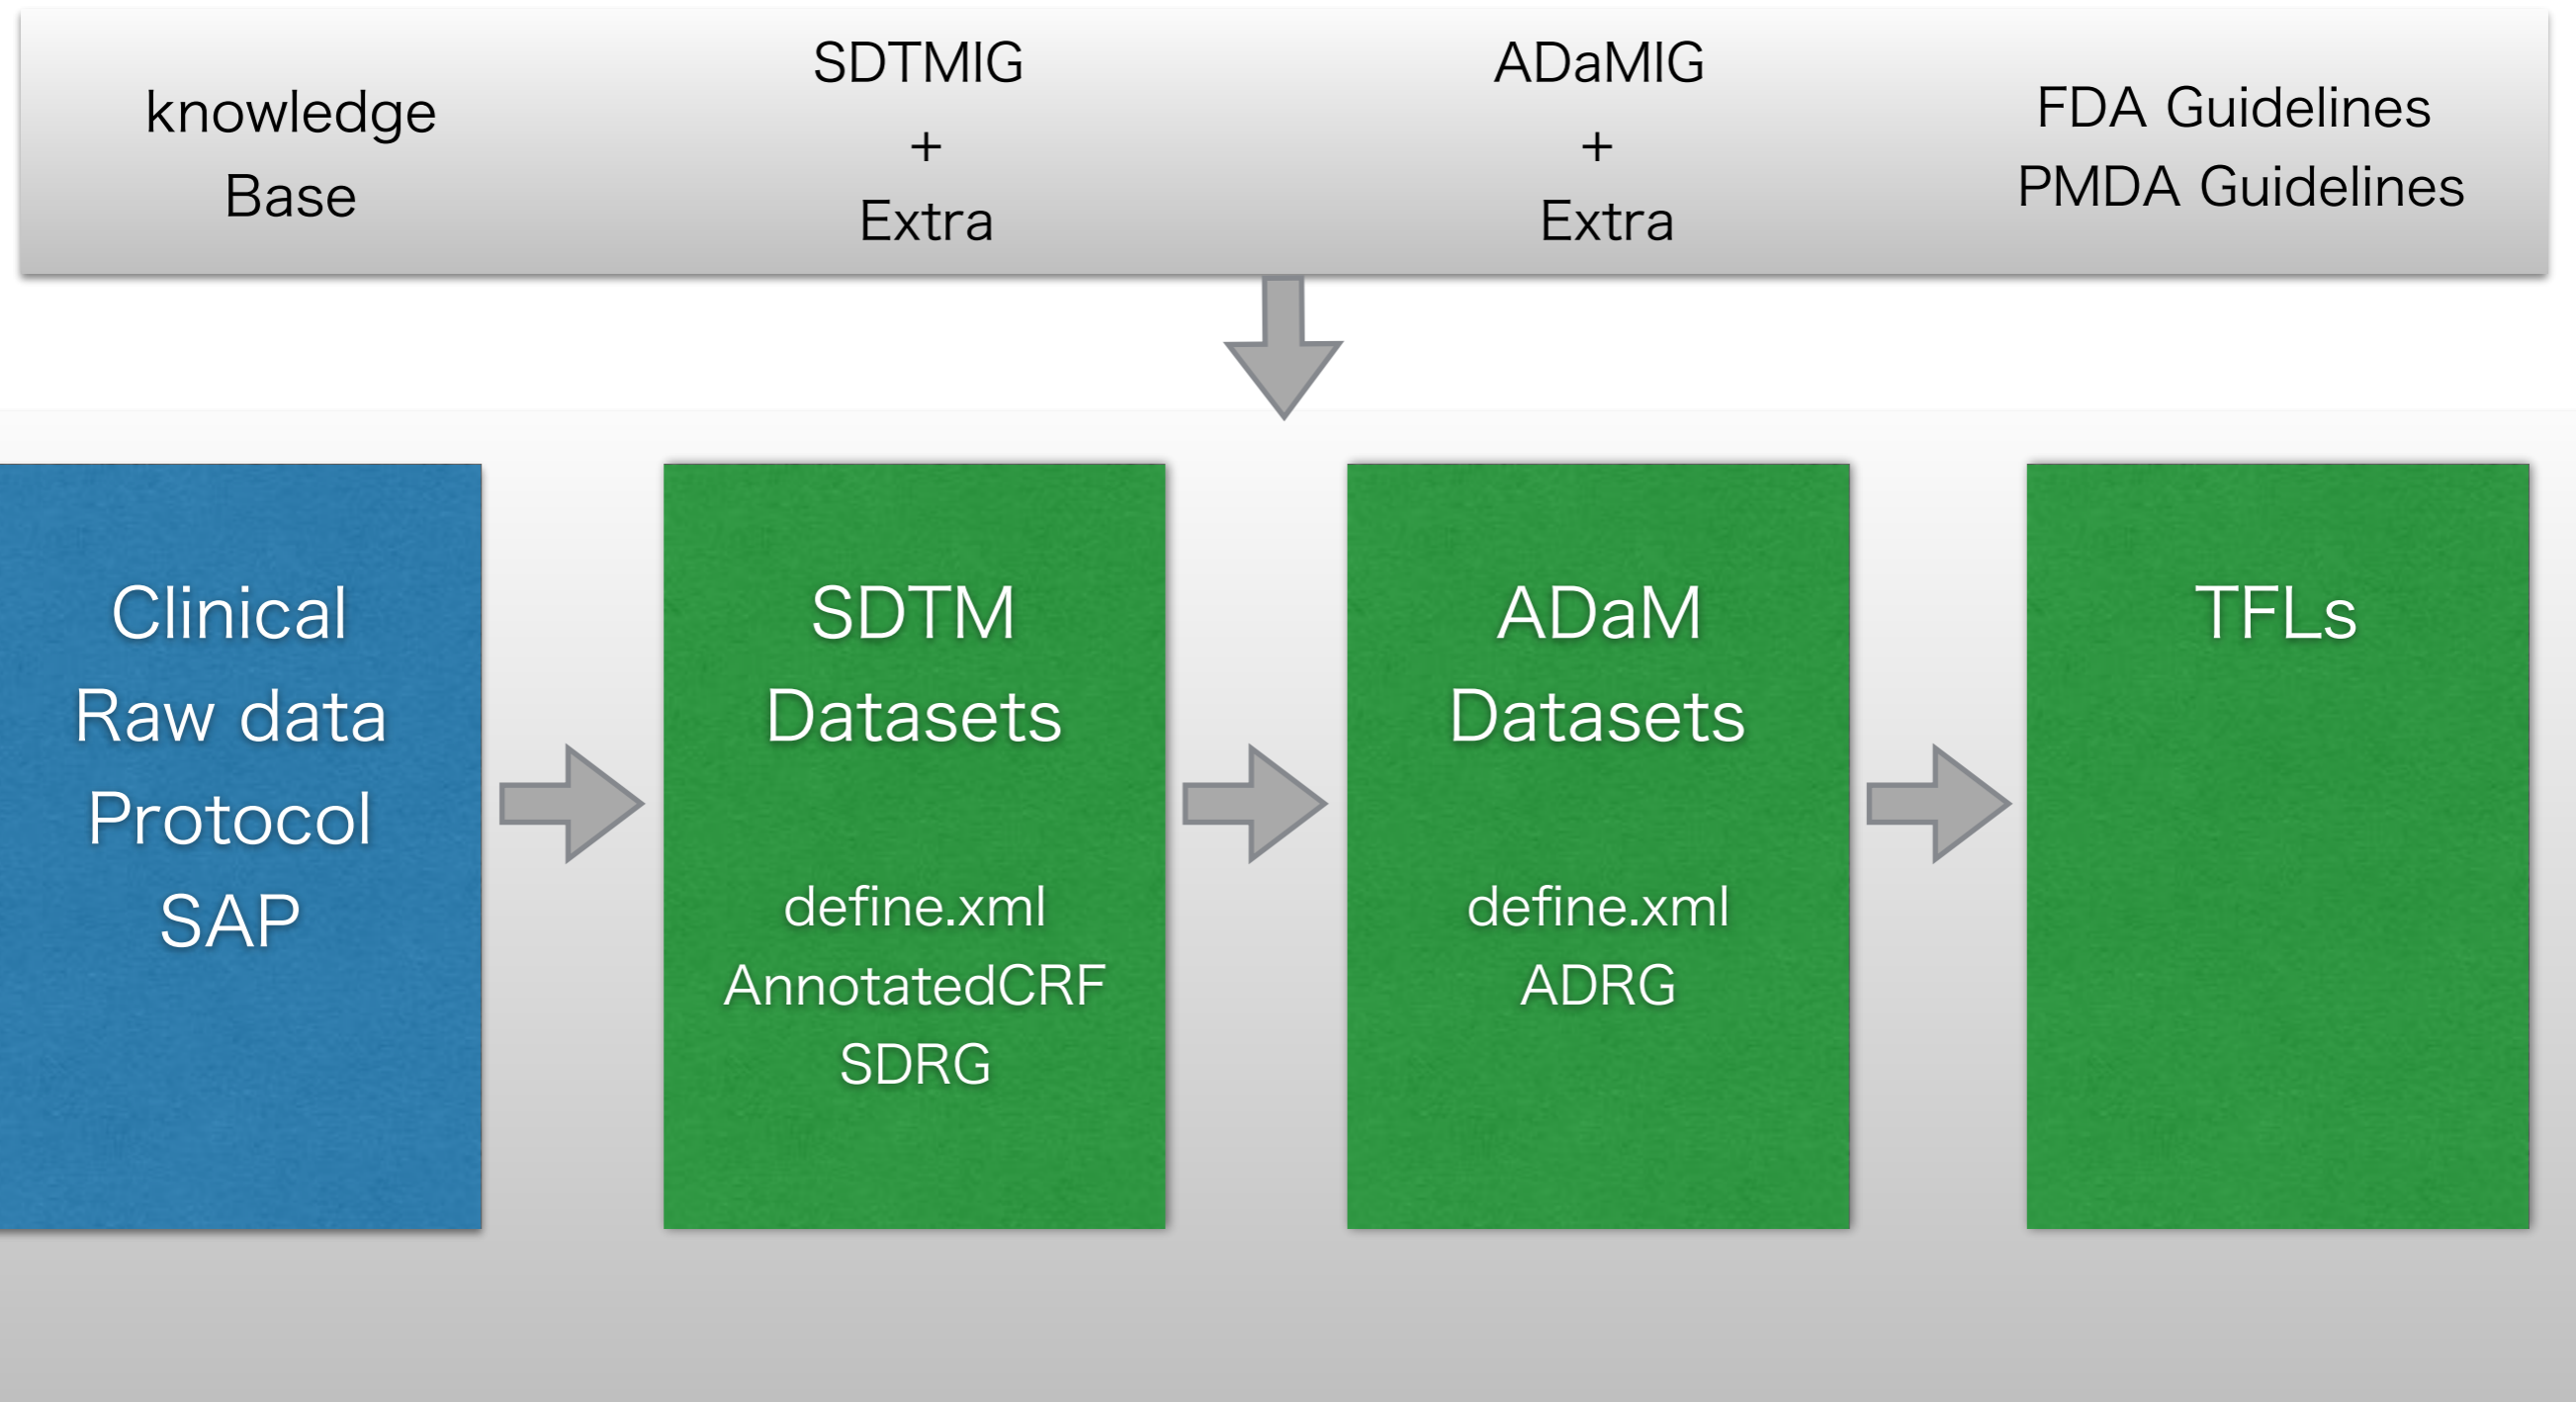 knowledge
Base
SDTMIG
+
Extra
ADaMIG
+
Extra
FDA Guidelines
PMDA Guidelines
Clinical
Raw data
Protocol
SAP
SDTM
Datasets
define.xml
AnnotatedCRF
SDRG
ADaM
Datasets
define.xml
ADRG
TFLs